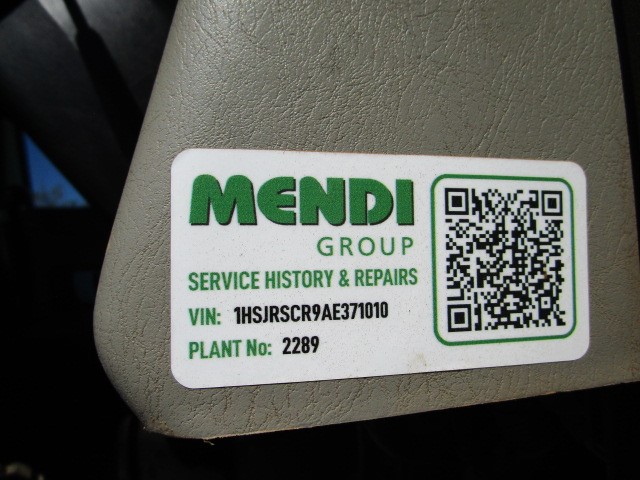 MENDI
GROUP
SERVICE HISTORY & REPAIRS
VIN: 1HSJRSCR9AE371010
PLANT No: 2289